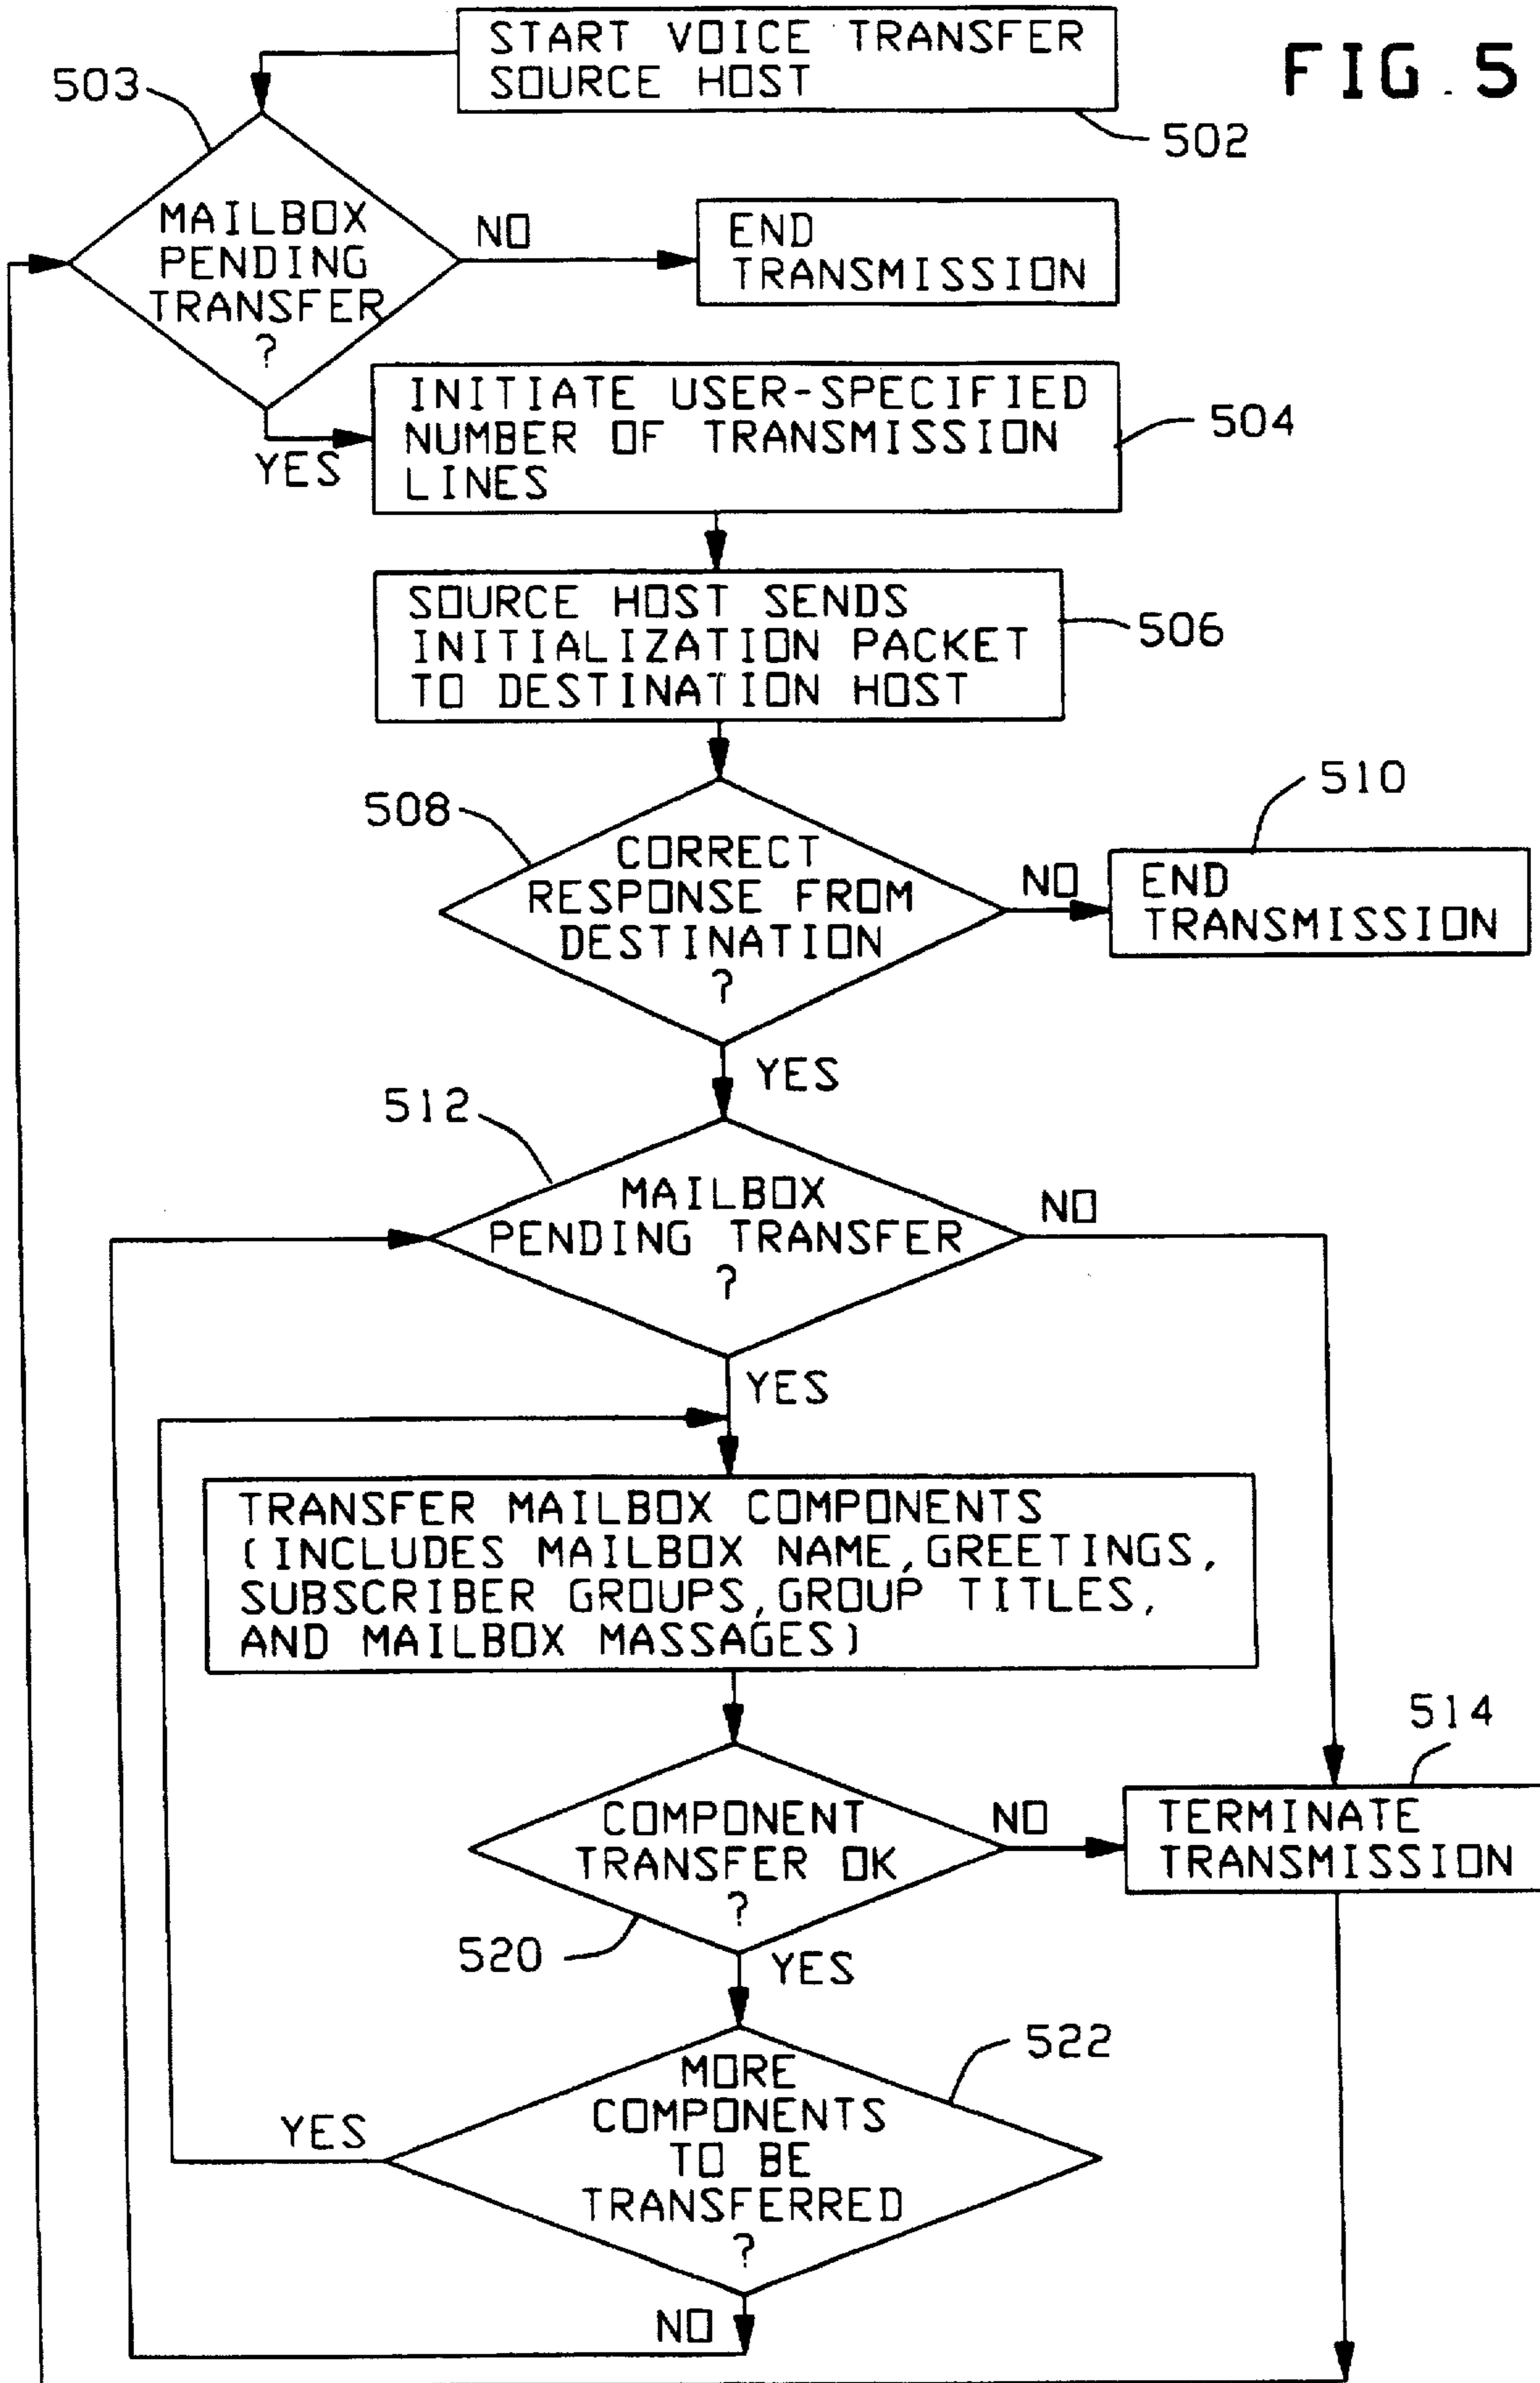 START VOICE TRANSFER
SOURCE HOST
FIG. 5
503
502
MAILBOX
PENDING
TRANSFER
?
NO
END
TRANSMISSION
YES
INITIATE USER-SPECIFIED
NUMBER OF TRANSMISSION
LINES
504
SOURCE HOST SENDS
INITIALIZATION PACKET
TO DESTINATION HOST
506
508
CORRECT
RESPONSE FROM
DESTINATION
?
NO
510
END
TRANSMISSION
YES
512
MAILBOX
PENDING TRANSFER
?
NO
YES
TRANSFER MAILBOX COMPONENTS
(INCLUDES MAILBOX NAME, GREETINGS,
SUBSCRIBER GROUPS, GROUP TITLES,
AND MAILBOX MASSAGES)
514
COMPONENT
TRANSFER OK
?
NO
TERMINATE
TRANSMISSION
520
YES
522
MORE
COMPONENTS
TO BE
TRANSFERRED
?
YES
NO